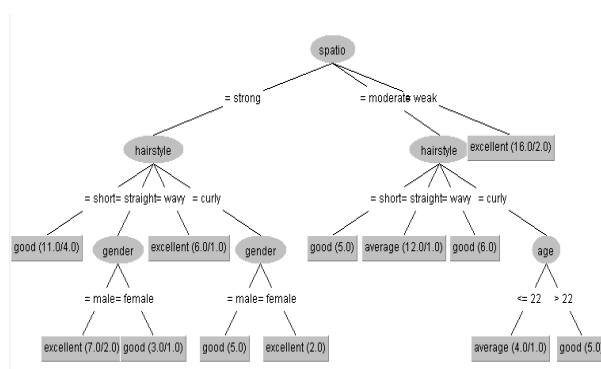 spatio
= strong
= moderate= weak
hairstyle
hairstyle
excellent (16.0/2.0)
= short= straight= wavy = curly
= short= straight= wavy = curly
good (11.0/4.0)
gender
excellent (6.0/1.0)
gender
good (5.0)
average (12.0/1.0)
good (6.0)
age
= male= female
= male= female
<= 22 > 22
excellent (7.0/2.0)
good (3.0/1.0)
good (5.0)
excellent (2.0)
average (4.0/1.0)
good (5.0